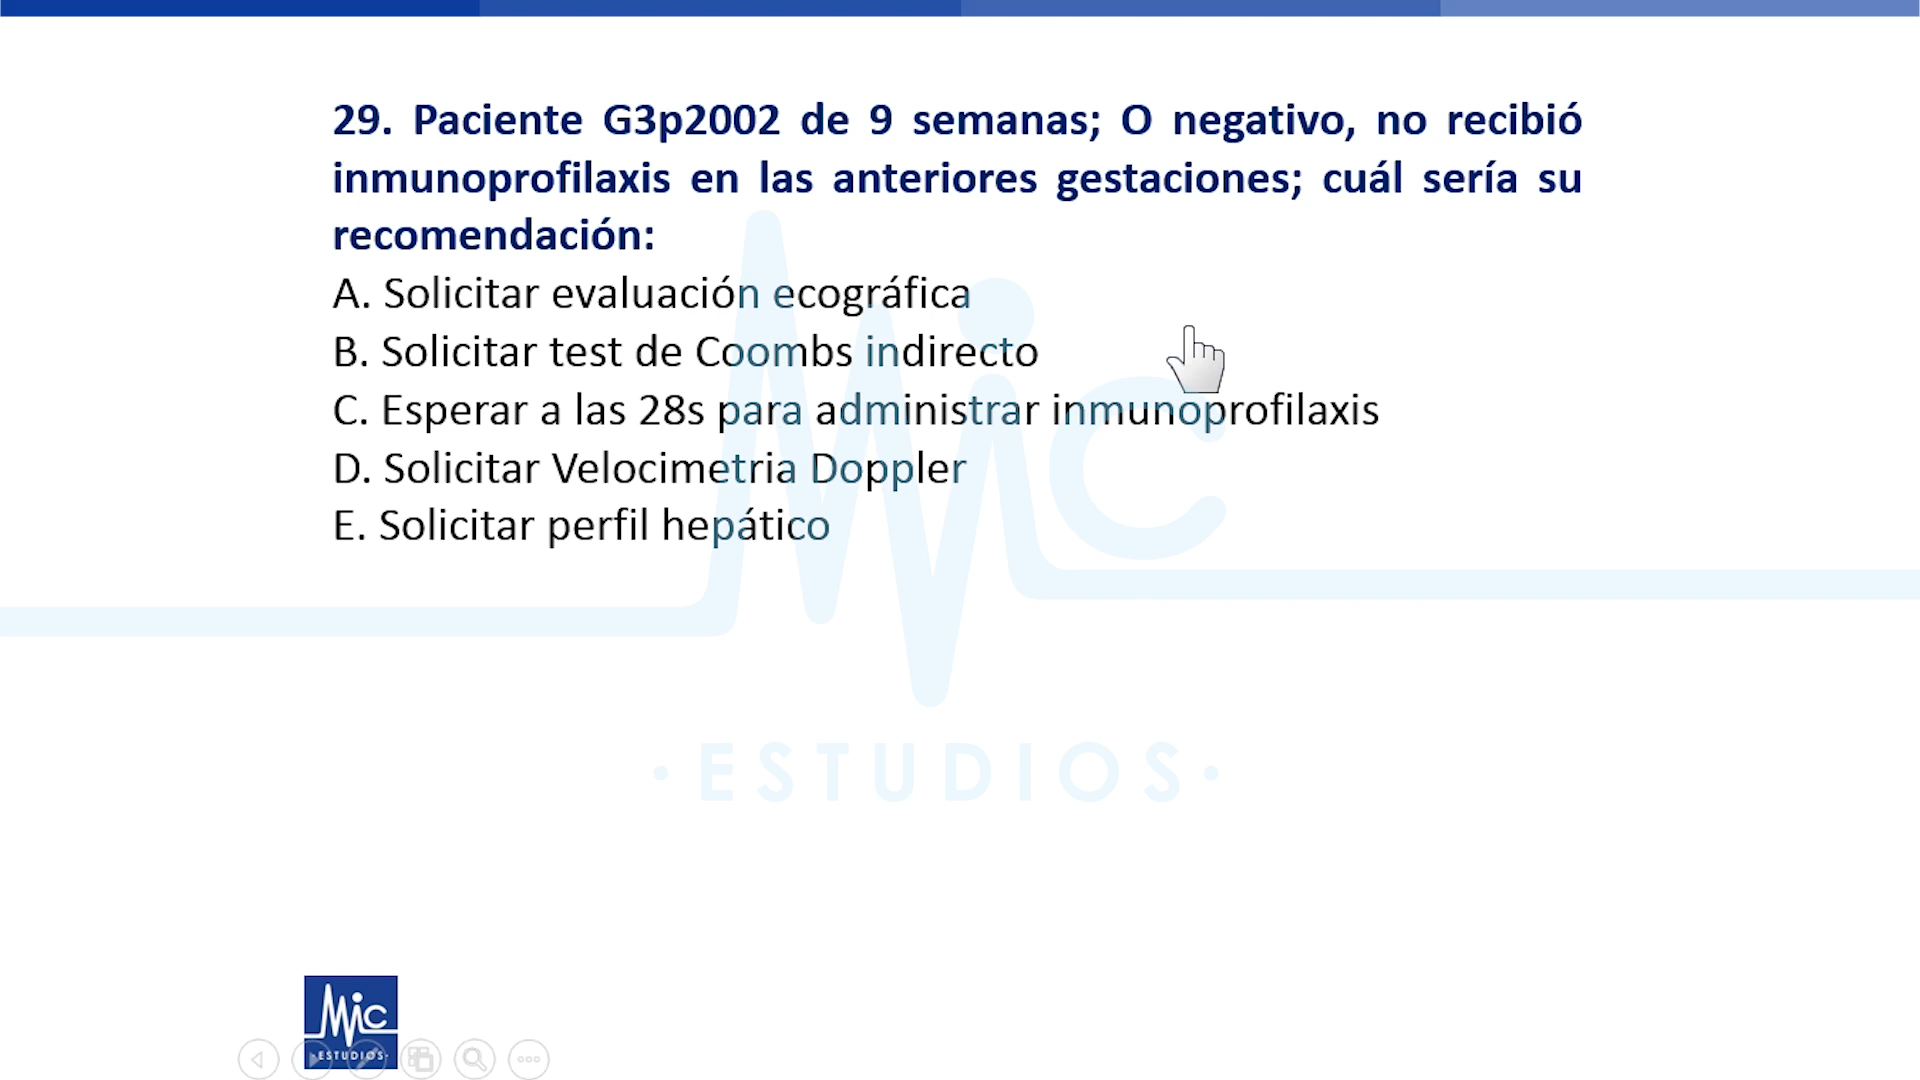 29. Paciente G3p2002 de 9 semanas; O negativo, no recibió
inmunoprofilaxis en las anteriores gestaciones; cuál sería su
recomendación:
A. Solicitar evaluación ecográfica
B. Solicitar test de Coombs indirecto
C. Esperar a las 28s para administrar inmunoprofilaxis
D. Solicitar Velocimetria Doppler
E. Solicitar perfil hepático
Mic
·ESTUDIOS·
Mic
·ESTUDIOS·